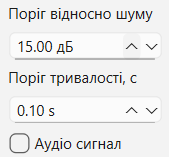 Поріг відносно шуму
15.00 дБ
Поріг тривалості, с
0.10 s
Аудіо сигнал